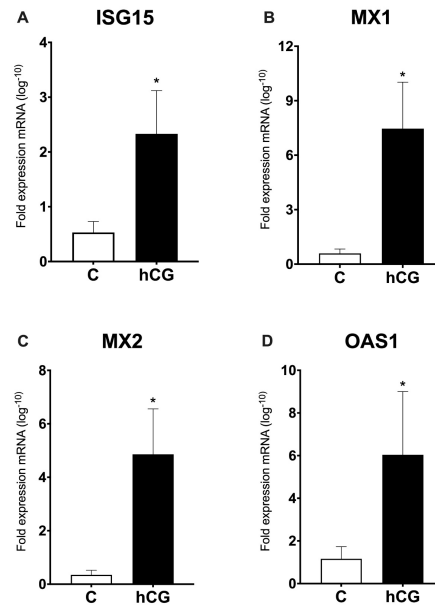 A
ISG15
Fold expression mRNA (log-10)
4
3
2
1
0
*
C
hCG
B
MX1
Fold expression mRNA (log-10)
12
9
6
3
0
*
C
hCG
C
MX2
Fold expression mRNA (log-10)
8
6
4
2
0
*
C
hCG
D
OAS1
Fold expression mRNA (log-10)
10
8
6
4
2
0
*
C
hCG